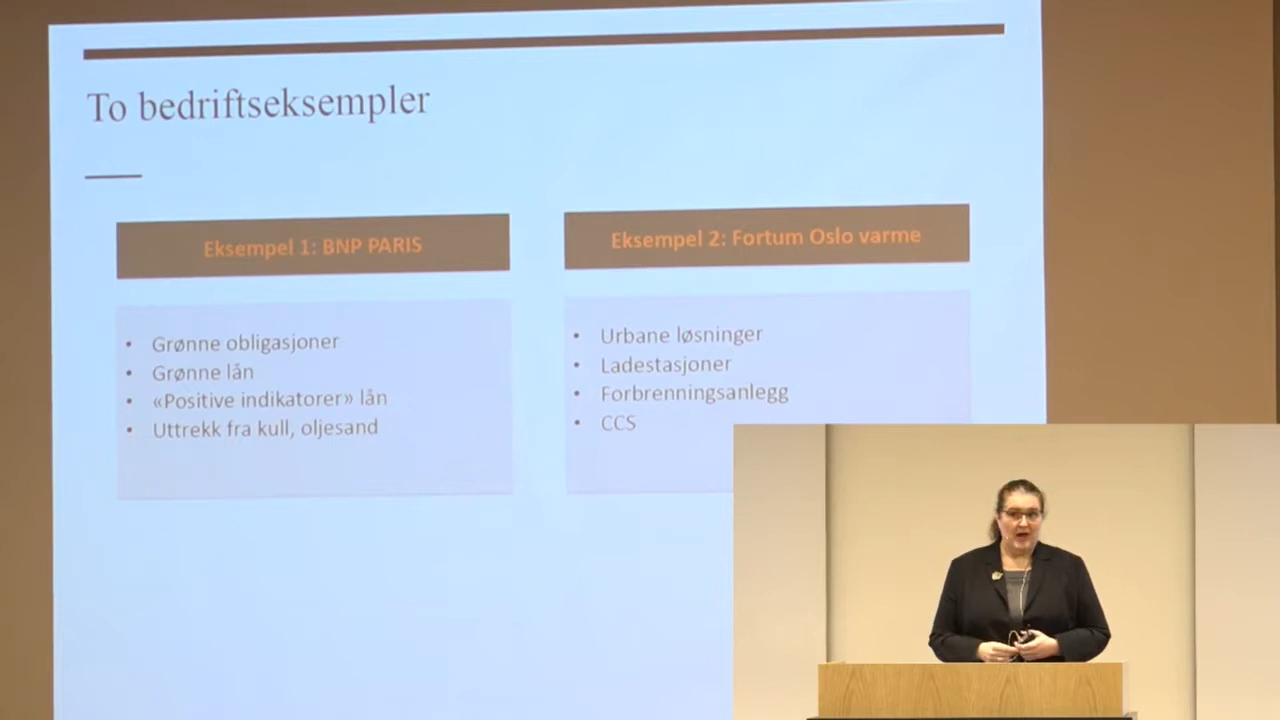 To bedriftseksempler
Eksempel 1: BNP PARIS
Grønne obligasjoner
Grønne lån
«Positive indikatorer» lån
Uttrekk fra kull, oljesand
Eksempel 2: Fortum Oslo varme
Urbane løsninger
Ladestasjoner
Forbrenningsanlegg
CCS